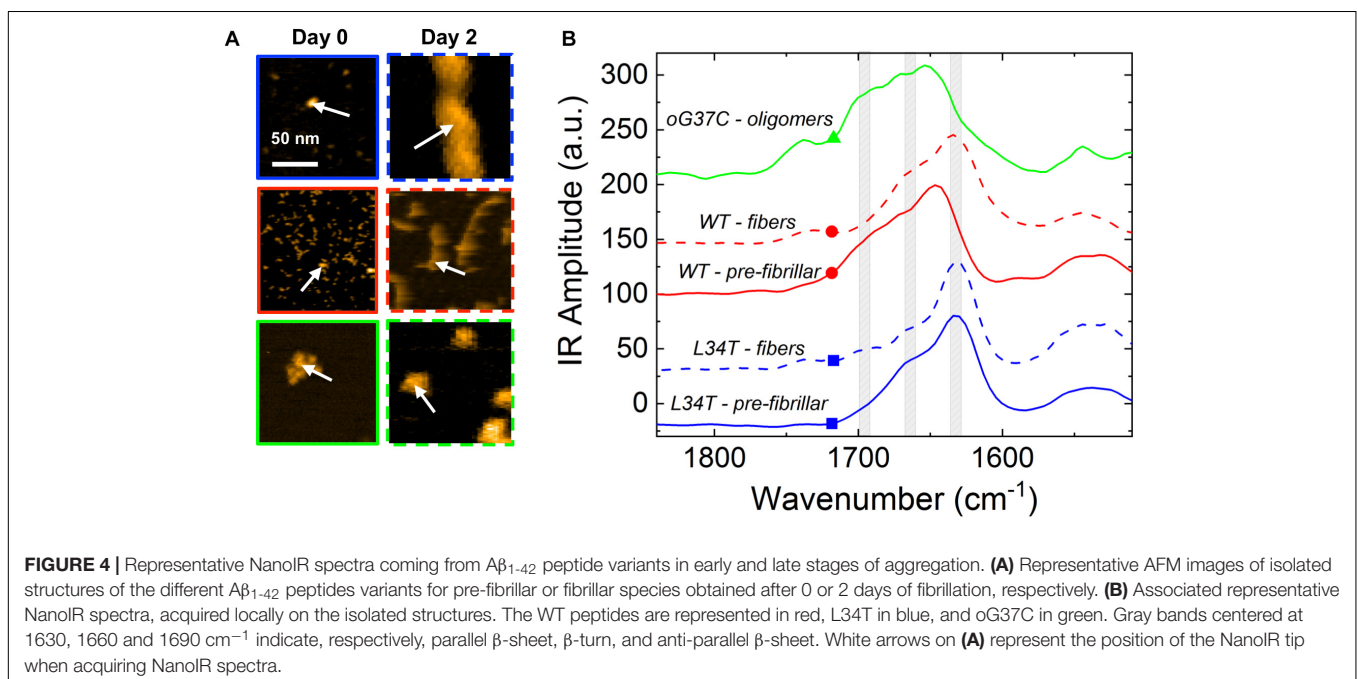 A
Day 0
Day 2
50 nm
B
300
250
200
150
100
50
0
IR Amplitude (a.u.)
oG37C - oligomers
WT - fibers
WT - pre-fibrillar
L34T - fibers
L34T - pre-fibrillar
1800
1700
1600
Wavenumber (cm⁻¹)
FIGURE 4 | Representative NanoIR spectra coming from Aβ₁₋₄₂ peptide variants in early and late stages of aggregation. (A) Representative AFM images of isolated
structures of the different Aβ₁₋₄₂ peptides variants for pre-fibrillar or fibrillar species obtained after 0 or 2 days of fibrillation, respectively. (B) Associated representative
NanoIR spectra, acquired locally on the isolated structures. The WT peptides are represented in red, L34T in blue, and oG37C in green. Gray bands centered at
1630, 1660 and 1690 cm⁻¹ indicate, respectively, parallel β-sheet, β-turn, and anti-parallel β-sheet. White arrows on (A) represent the position of the NanoIR tip
when acquiring NanoIR spectra.